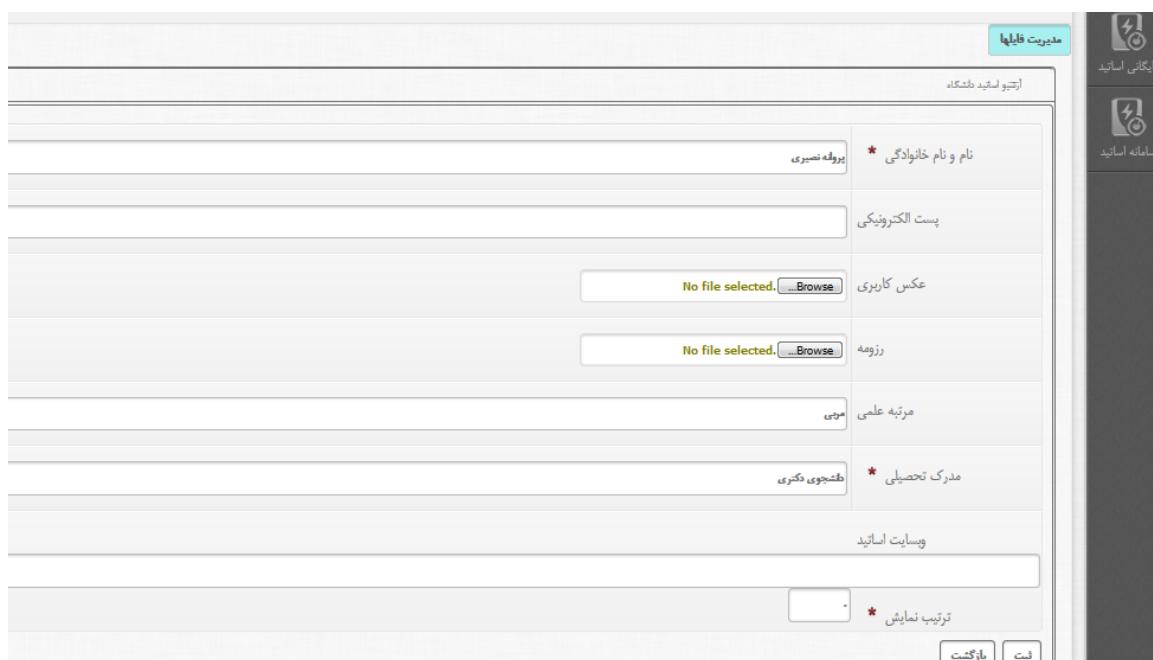 مدیریت فایلها
یگانی اساتید
آرشیو اساتید دانشگاه
سامانه اساتید
نام و نام خانوادگی *
پروانه نصیری
پست الکترونیکی
عکس کاربری
Browse... No file selected.
رزومه
Browse... No file selected.
مرتبه علمی
مربی
مدرک تحصیلی *
دانشجوی دکتری
وبسایت اساتید
ترتیب نمایش *
۰
ثبت
بازگشت